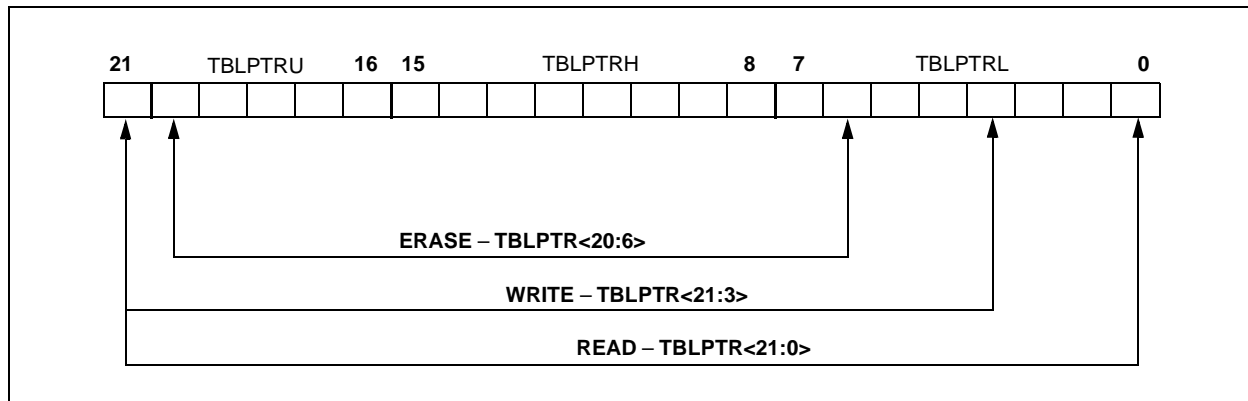 21 TBLPTRU 16 15 TBLPTRH 8 7 TBLPTRL 0
ERASE – TBLPTR<20:6>
WRITE – TBLPTR<21:3>
READ – TBLPTR<21:0>